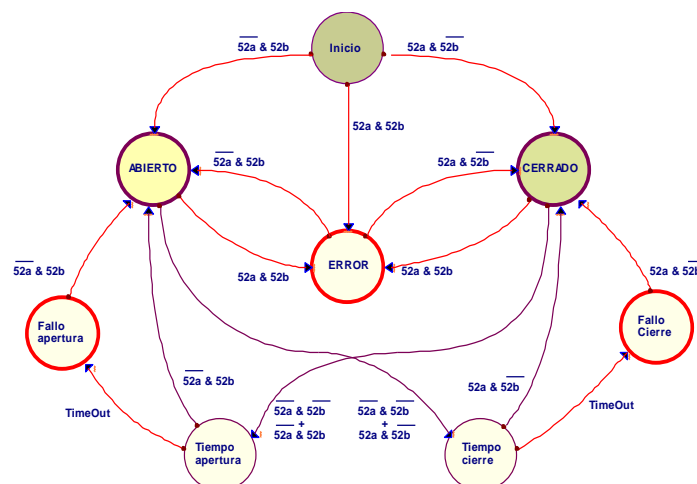 Inicio
52a & 52b
52a & 52b
52a & 52b
ABIERTO
52a & 52b
52a & 52b
CERRADO
ERROR
52a & 52b
52a & 52b
52a & 52b
52a & 52b
Fallo
apertura
Fallo
Cierre
52a & 52b
52a & 52b
TimeOut
52a & 52b
+
52a & 52b
52a & 52b
+
52a & 52b
TimeOut
Tiempo
apertura
Tiempo
cierre